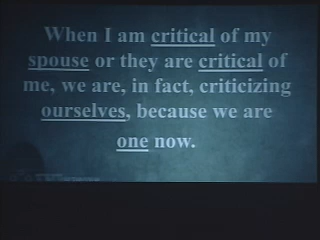 When I am critical of my
spouse or they are critical of
me, we are, in fact, criticizing
ourselves, because we are
one now.